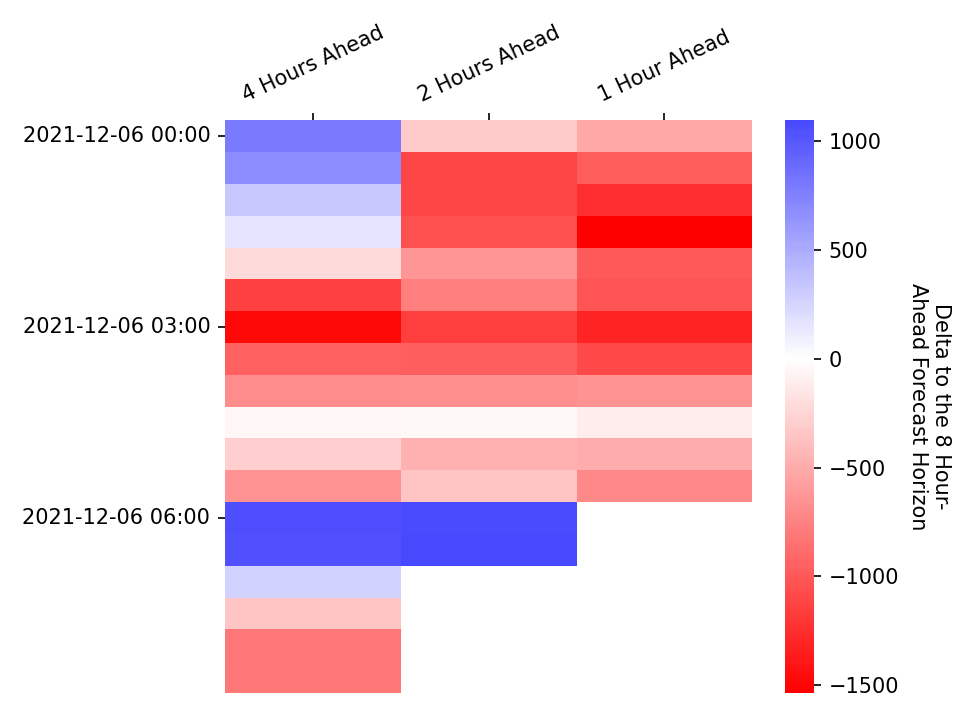 4 Hours Ahead
2 Hours Ahead
1 Hour Ahead
2021-12-06 00:00
2021-12-06 03:00
2021-12-06 06:00
1000
500
0
−500
−1000
−1500
Delta to the 8 Hour-
Ahead Forecast Horizon